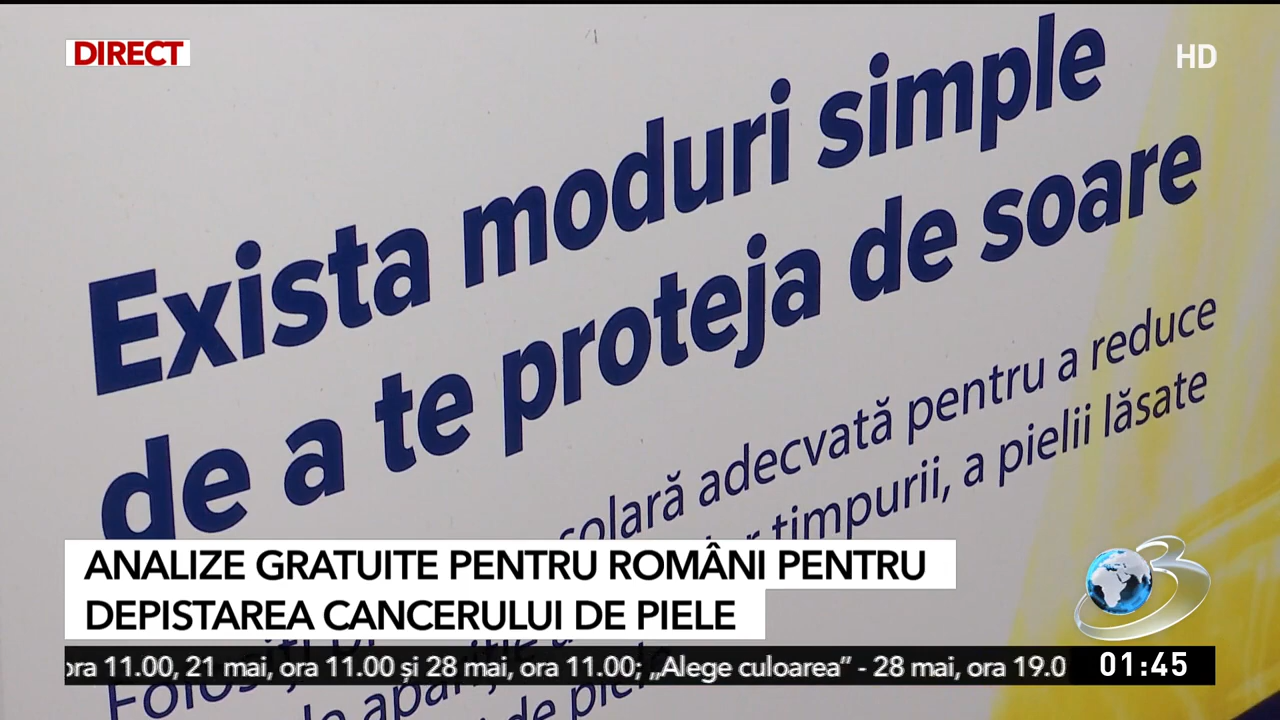 DIRECT
HD
Exista moduri simple
de a te proteja de soare
solară adecvată pentru a reduce
timpurii, a pielii lăsate
ANALIZE GRATUITE PENTRU ROMÂNI PENTRU
DEPISTAREA CANCERULUI DE PIELE
3
ora 11.00, 21 mai, ora 11.00 și 28 mai, ora 11.00; „Alege culoarea” - 28 mai, ora 19.0
01:45
de